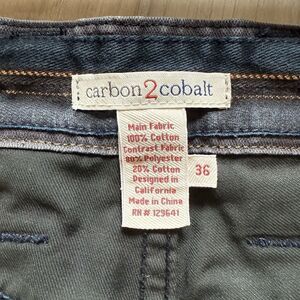 carbon2cobalt
Main Fabric
100% Cotton
Contrast Fabric
80% Polyester
20% Cotton
Designed in
California
Made in China
RN # 129641
36